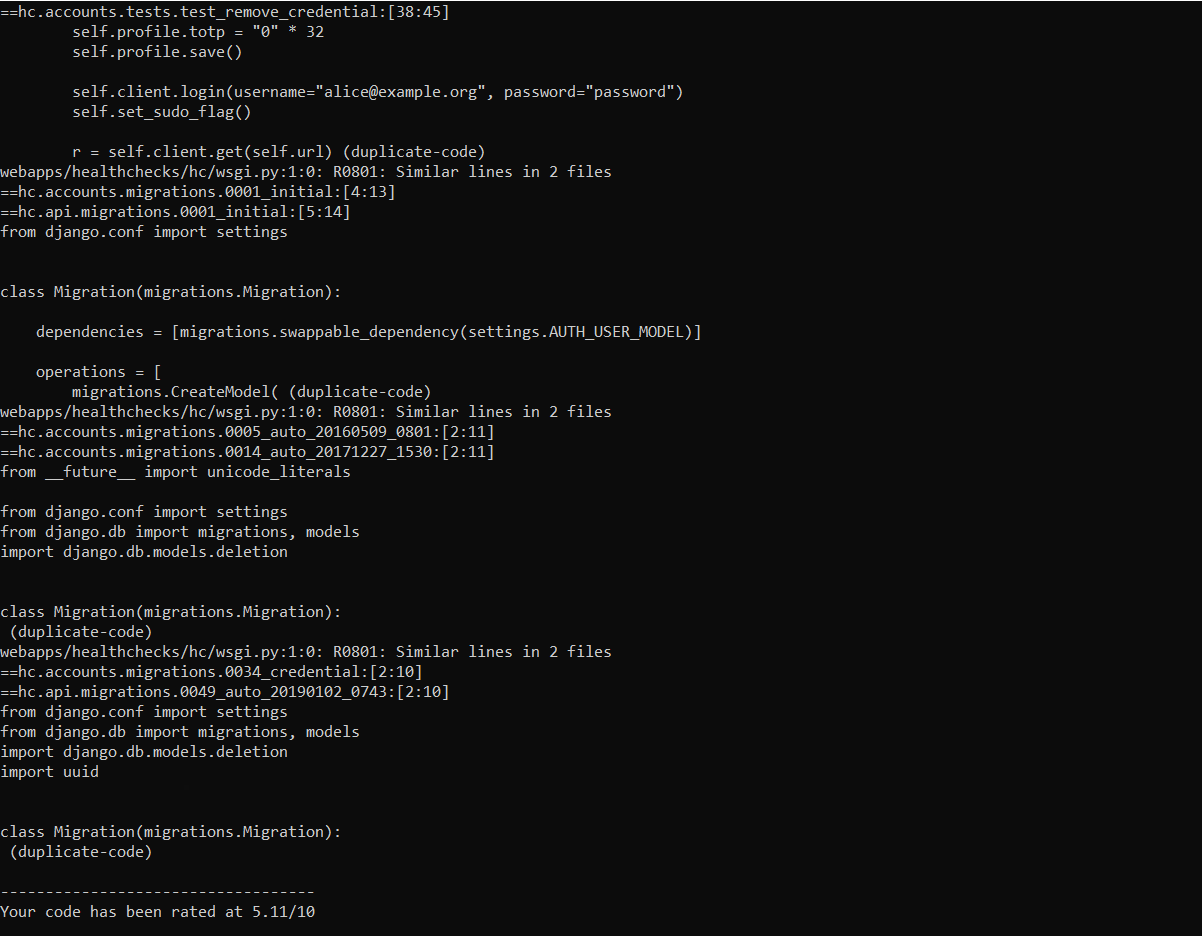 ==hc.accounts.tests.test_remove_credential:[38:45]
        self.profile.totp = "0" * 32
        self.profile.save()

        self.client.login(username="alice@example.org", password="password")
        self.set_sudo_flag()

        r = self.client.get(self.url) (duplicate-code)
webapps/healthchecks/hc/wsgi.py:1:0: R0801: Similar lines in 2 files
==hc.accounts.migrations.0001_initial:[4:13]
==hc.api.migrations.0001_initial:[5:14]
from django.conf import settings


class Migration(migrations.Migration):

    dependencies = [migrations.swappable_dependency(settings.AUTH_USER_MODEL)]

    operations = [
        migrations.CreateModel( (duplicate-code)
webapps/healthchecks/hc/wsgi.py:1:0: R0801: Similar lines in 2 files
==hc.accounts.migrations.0005_auto_20160509_0801:[2:11]
==hc.accounts.migrations.0014_auto_20171227_1530:[2:11]
from __future__ import unicode_literals

from django.conf import settings
from django.db import migrations, models
import django.db.models.deletion


class Migration(migrations.Migration):
 (duplicate-code)
webapps/healthchecks/hc/wsgi.py:1:0: R0801: Similar lines in 2 files
==hc.accounts.migrations.0034_credential:[2:10]
==hc.api.migrations.0049_auto_20190102_0743:[2:10]
from django.conf import settings
from django.db import migrations, models
import django.db.models.deletion
import uuid


class Migration(migrations.Migration):
 (duplicate-code)

-----------------------------------
Your code has been rated at 5.11/10